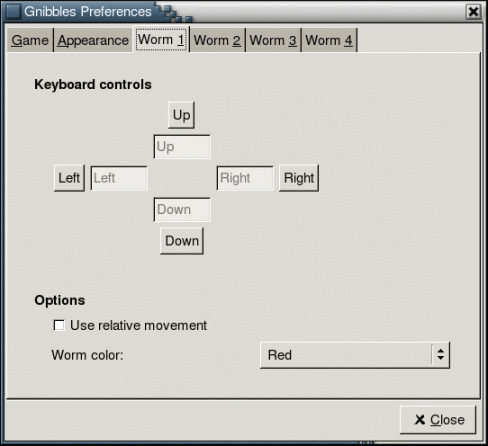 Gnibbles Preferences
Game Appearance Worm 1 Worm 2 Worm 3 Worm 4
Keyboard controls
Up
Up
Left Left Right Right
Down
Down
Options
Use relative movement
Worm color: Red
Close